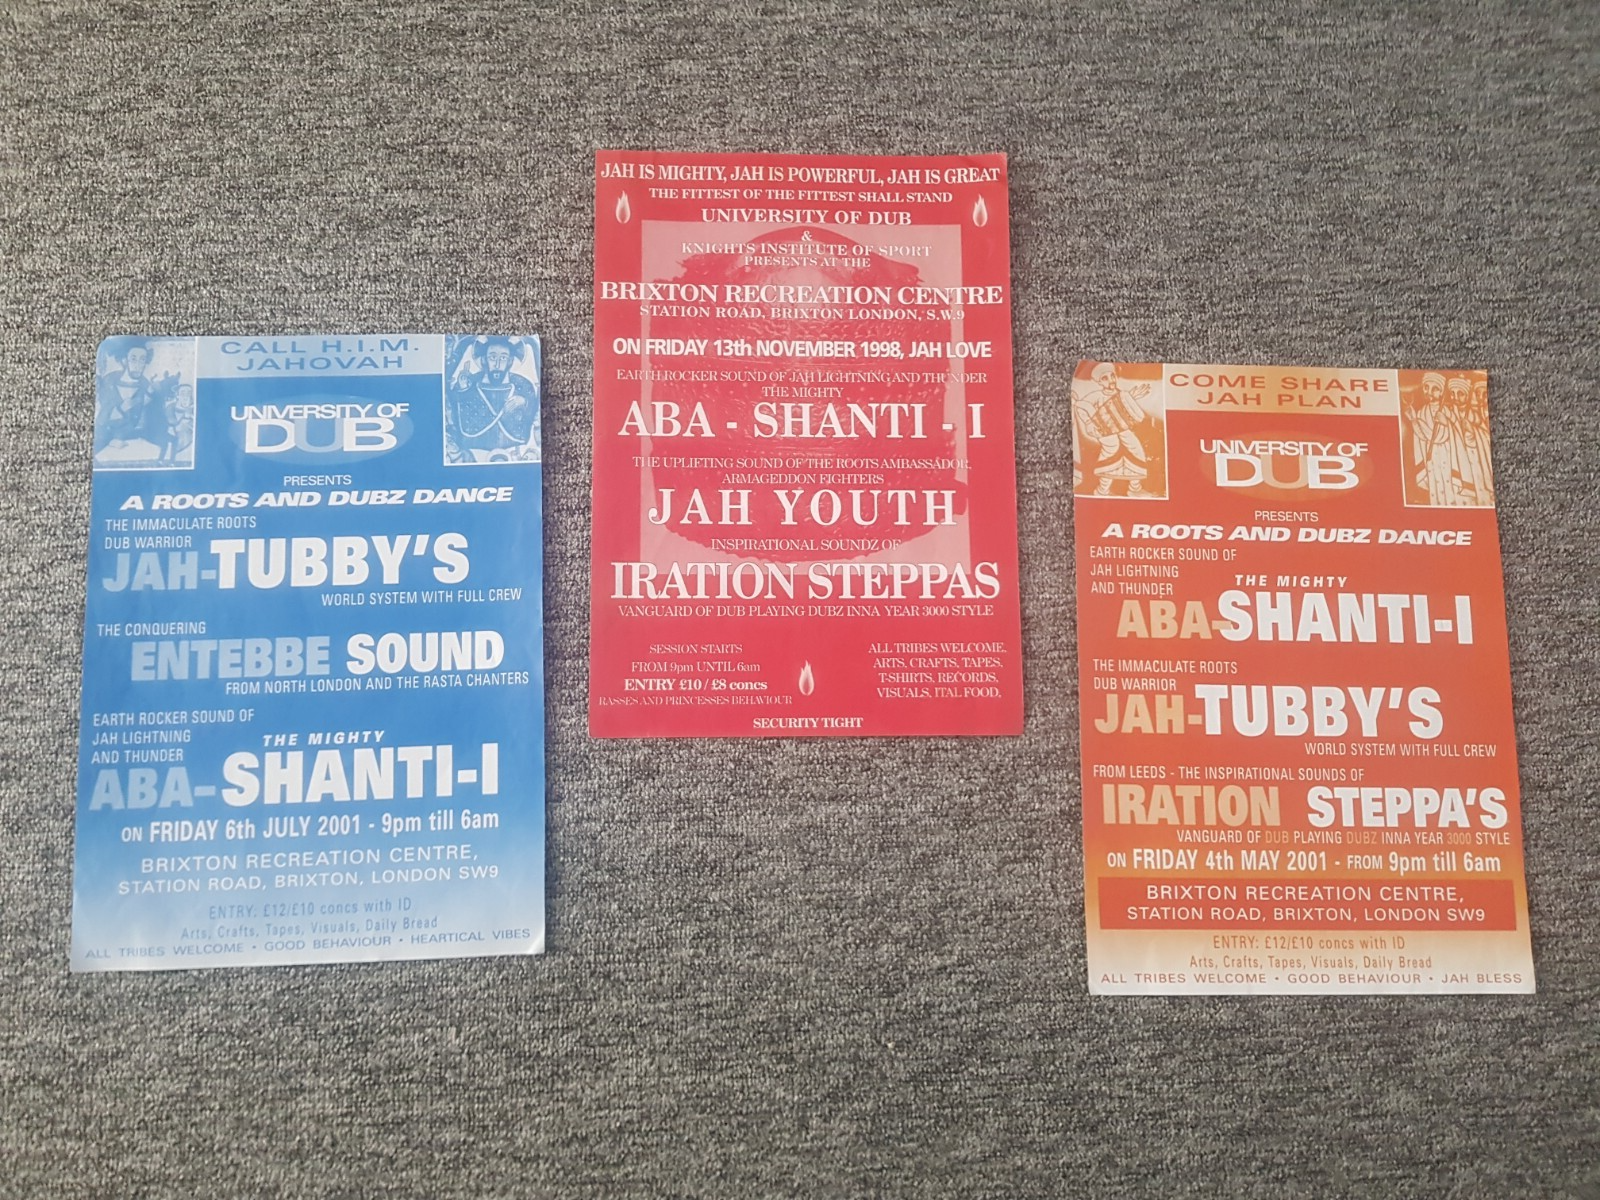 CALL H.I.M.
JAHOVAH
UNIVERSITY OF
DUB
PRESENTS
A ROOTS AND DUBZ DANCE
THE IMMACULATE ROOTS
DUB WARRIOR
JAH-TUBBY'S
WORLD SYSTEM WITH FULL CREW
THE CONQUERING
ENTEBBE SOUND
FROM NORTH LONDON AND THE RASTA CHANTERS
EARTH ROCKER SOUND OF
JAH LIGHTNING
AND THUNDER
THE MIGHTY
ABA-SHANTI-I
ON FRIDAY 6th JULY 2001 - 9pm till 6am
BRIXTON RECREATION CENTRE,
STATION ROAD, BRIXTON, LONDON SW9
ENTRY: £12/£10 concs with ID
Arts, Crafts, Tapes, Visuals, Daily Bread
ALL TRIBES WELCOME • GOOD BEHAVIOUR • HEARTICAL VIBES
JAH IS MIGHTY, JAH IS POWERFUL, JAH IS GREAT
THE FITTEST OF THE FITTEST SHALL STAND
UNIVERSITY OF DUB
&
KNIGHTS INSTITUTE OF SPORT
PRESENTS AT THE
BRIXTON RECREATION CENTRE
STATION ROAD, BRIXTON LONDON, S.W.9
ON FRIDAY 13th NOVEMBER 1998, JAH LOVE
EARTH ROCKER SOUND OF JAH LIGHTNING AND THUNDER
THE MIGHTY
ABA - SHANTI - I
THE UPLIFTING SOUND OF THE ROOTS AMBASSADOR,
ARMAGEDDON FIGHTERS
JAH YOUTH
INSPIRATIONAL SOUNDZ OF
IRATION STEPPAS
VANGUARD OF DUB PLAYING DUBZ INNA YEAR 3000 STYLE
SESSION STARTS
FROM 9pm UNTIL 6am
ENTRY £10 / £8 concs
RASSES AND PRINCESSES BEHAVIOUR
ALL TRIBES WELCOME,
ARTS, CRAFTS, TAPES,
T-SHIRTS, RECORDS,
VISUALS, ITAL FOOD,
SECURITY TIGHT
COME SHARE
JAH PLAN
UNIVERSITY OF
DUB
PRESENTS
A ROOTS AND DUBZ DANCE
EARTH ROCKER SOUND OF
JAH LIGHTNING
AND THUNDER
THE MIGHTY
ABA-SHANTI-I
THE IMMACULATE ROOTS
DUB WARRIOR
JAH-TUBBY'S
WORLD SYSTEM WITH FULL CREW
FROM LEEDS - THE INSPIRATIONAL SOUNDS OF
IRATION STEPPA'S
VANGUARD OF DUB PLAYING DUBZ INNA YEAR 3000 STYLE
ON FRIDAY 4th MAY 2001 - FROM 9pm till 6am
BRIXTON RECREATION CENTRE,
STATION ROAD, BRIXTON, LONDON SW9
ENTRY: £12/£10 concs with ID
Arts, Crafts, Tapes, Visuals, Daily Bread
ALL TRIBES WELCOME • GOOD BEHAVIOUR • JAH BLESS